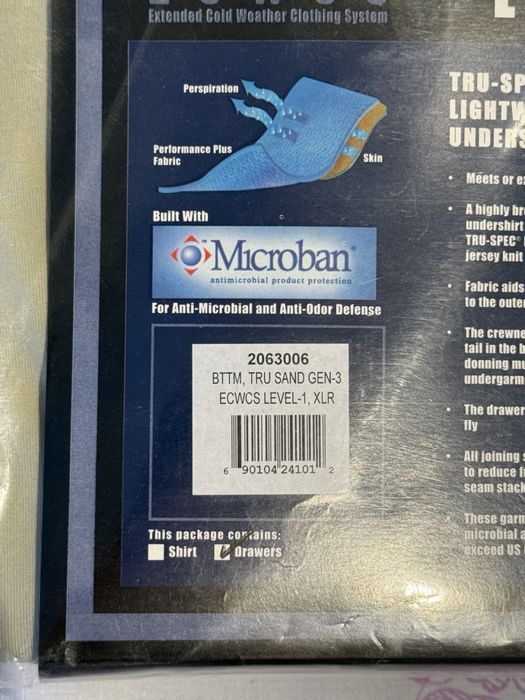 Extended Cold Weather Clothing System
Perspiration
Performance Plus
Fabric
Skin
Built With
Microban®
antimicrobial product protection
For Anti-Microbial and Anti-Odor Defense
2063006
BTTM, TRU SAND GEN-3
ECWCS LEVEL-1, XLR
6 90104 24101 2
This package contains:
Shirt Drawers
TRU-SP
LIGHTW
UNDERS
• Meets or e
• A highly br
undershirt
TRU-SPEC®
jersey knit
• Fabric aids
to the oute
• The crewne
tail in the b
donning mu
undergarm
• The drawer
fly
• All joining s
to reduce f
seam stack
These garm
microbial a
exceed US